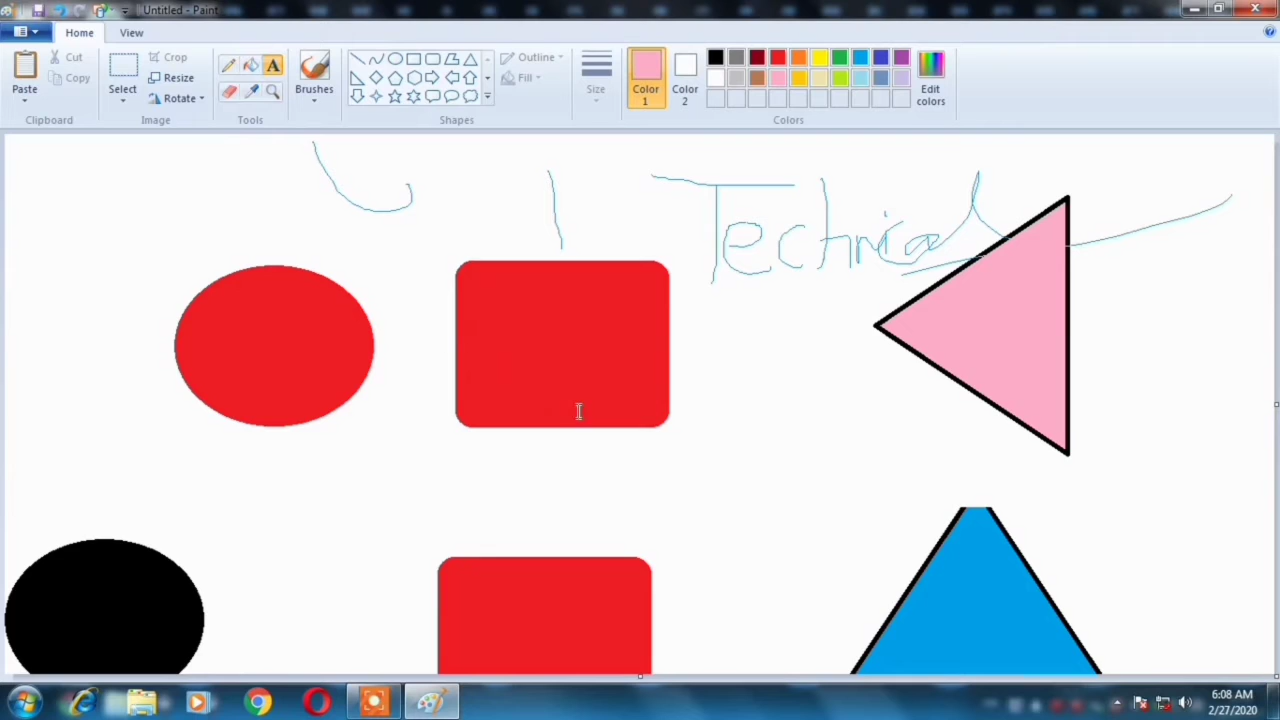 Untitled - Paint
Home
View
Paste
Cut
Copy
Clipboard
Select
Crop
Resize
Rotate
Image
Tools
Brushes
Shapes
Outline
Fill
Size
Color 1
Color 2
Edit colors
Colors
A
Technical
6:08 AM
2/27/2020